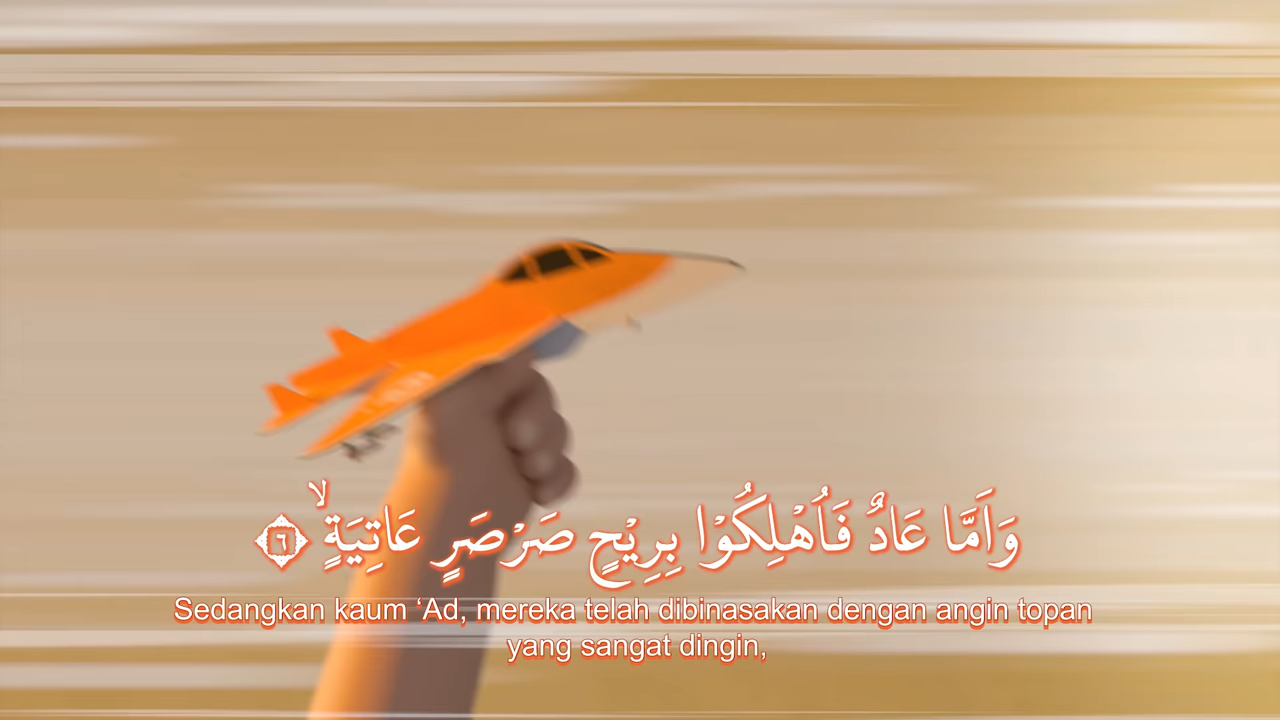 وَاَمَّا عَادٌ فَاُهْلِكُوْا بِرِيْحٍ صَرْصَرٍ عَاتِيَةٍۙ ٦
Sedangkan kaum ‘Ad, mereka telah dibinasakan dengan angin topan
yang sangat dingin,